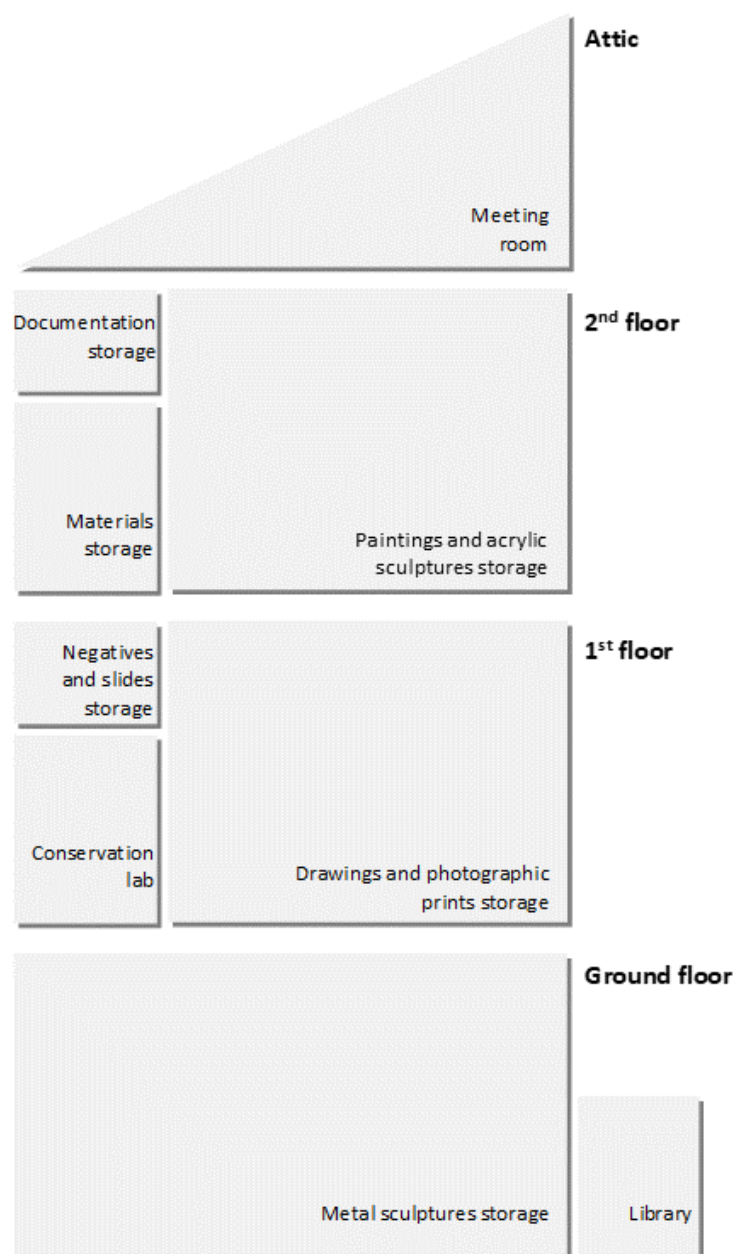 Attic
Meeting
room
Documentation
storage
2nd floor
Materials
storage
Paintings and acrylic
sculptures storage
Negatives
and slides
storage
1st floor
Conservation
lab
Drawings and photographic
prints storage
Ground floor
Metal sculptures storage
Library